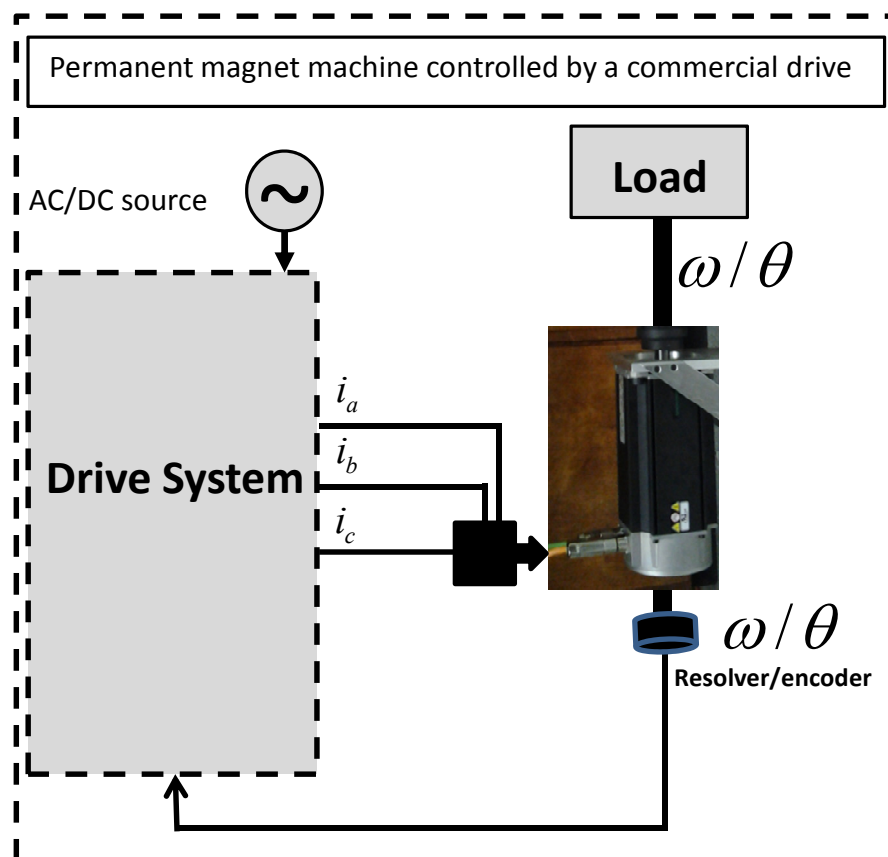 Permanent magnet machine controlled by a commercial drive
AC/DC source
~
Load
ω / θ
i_a
i_b
Drive System
i_c
ω / θ
Resolver/encoder